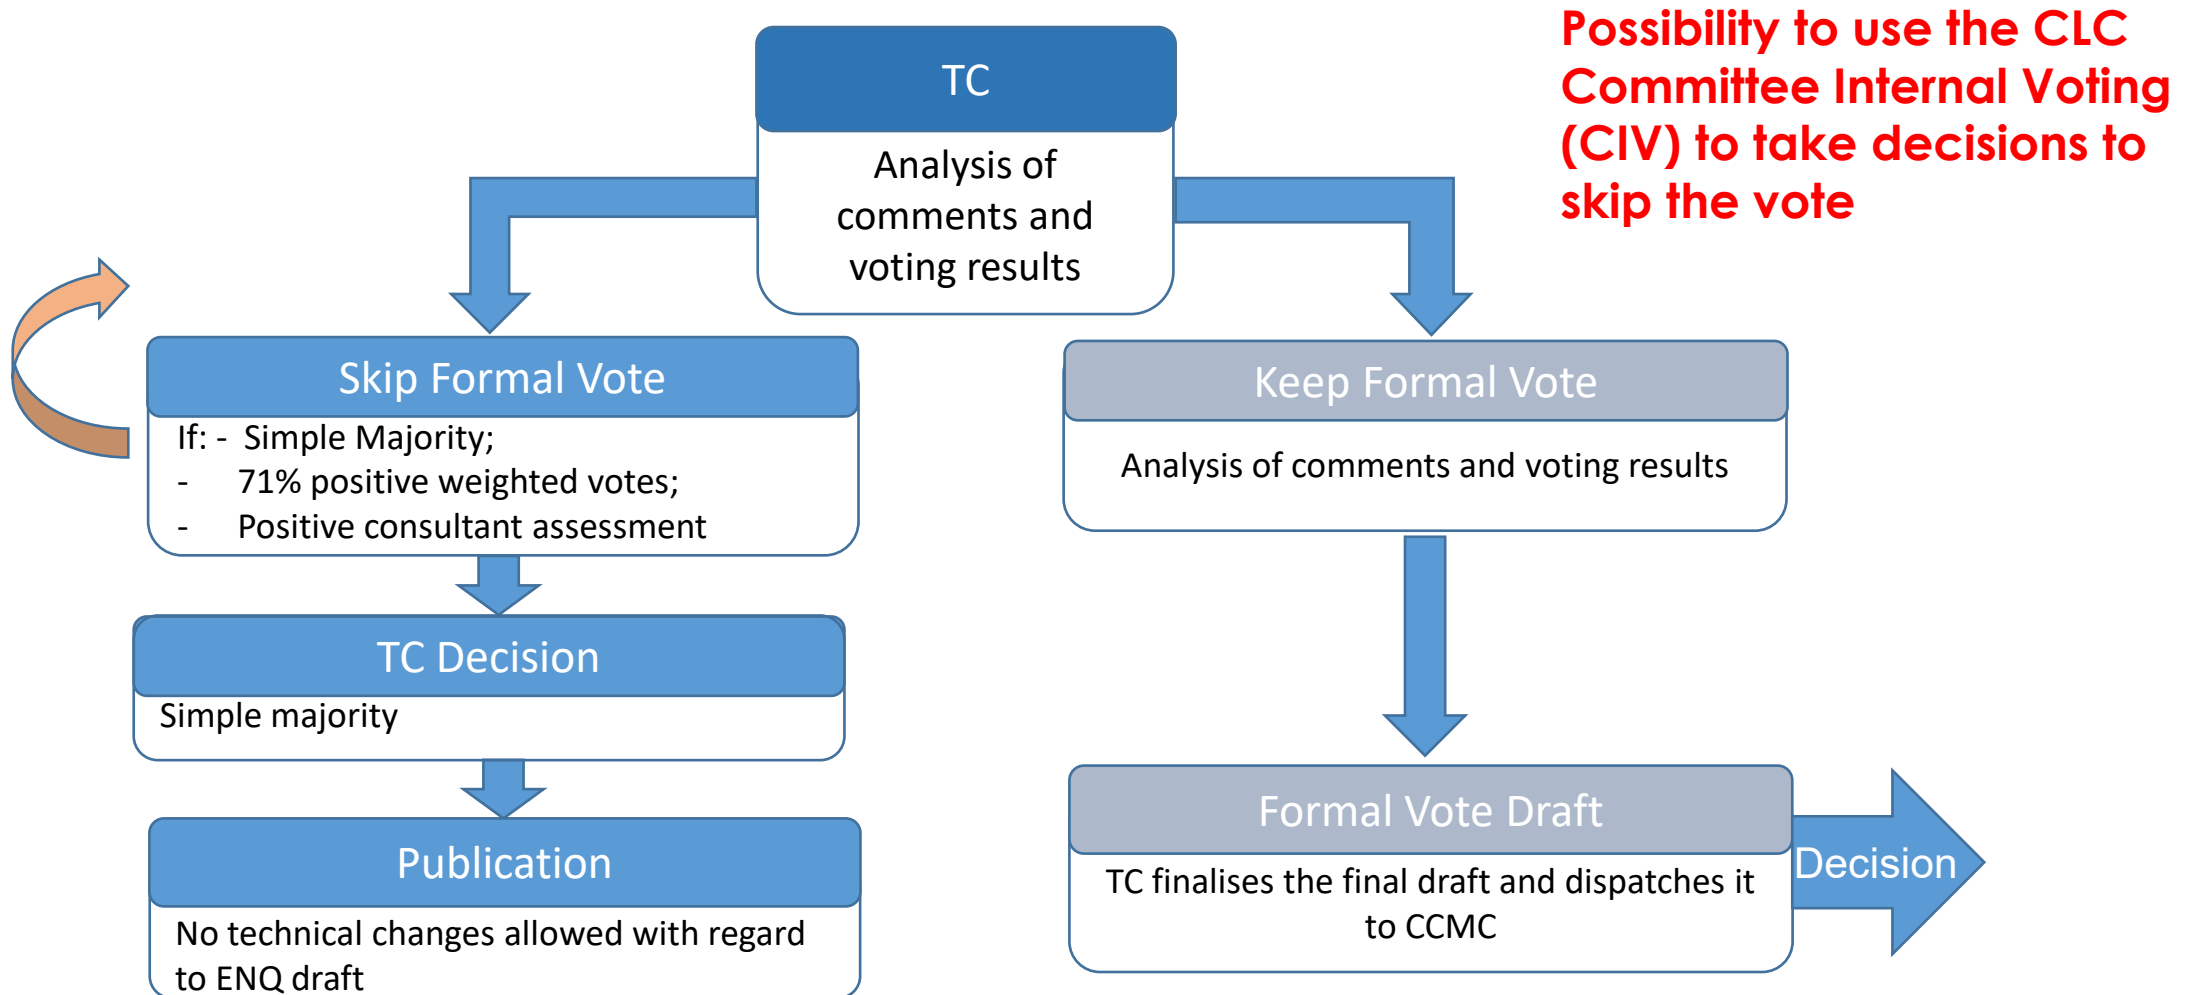 Possibility to use the CLC
Committee Internal Voting
(CIV) to take decisions to
skip the vote
TC
Analysis of
comments and
voting results
Skip Formal Vote
If: - Simple Majority;
- 71% positive weighted votes;
- Positive consultant assessment
Keep Formal Vote
Analysis of comments and voting results
TC Decision
Simple majority
Publication
No technical changes allowed with regard
to ENQ draft
Formal Vote Draft
TC finalises the final draft and dispatches it
to CCMC
Decision